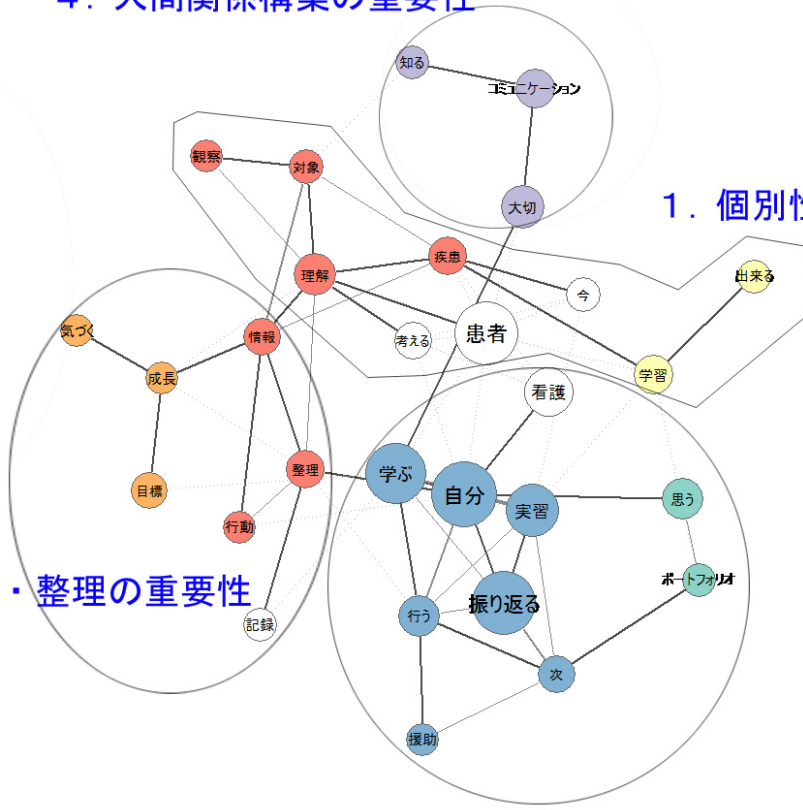 4. 人間関係構築の重要性
知る
コミュニケーション
観察
対象
大切
1. 個別性
疾患
理解
出来る
今
気づく
情報
考える
患者
成長
学習
看護
整理
学ぶ
目標
自分
思う
実習
行動
ポートフォリオ
・整理の重要性
振り返る
行う
記録
次
援助